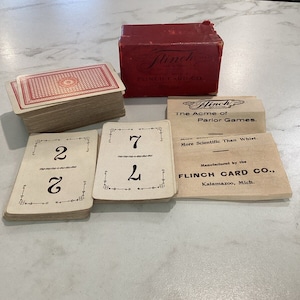 Flinch
Flinch
The Acme of
Parlor Games.
More Scientific Than Whist.
Manufactured by the
FLINCH CARD CO.,
Kalamazoo, Mich.
2
2
7
7